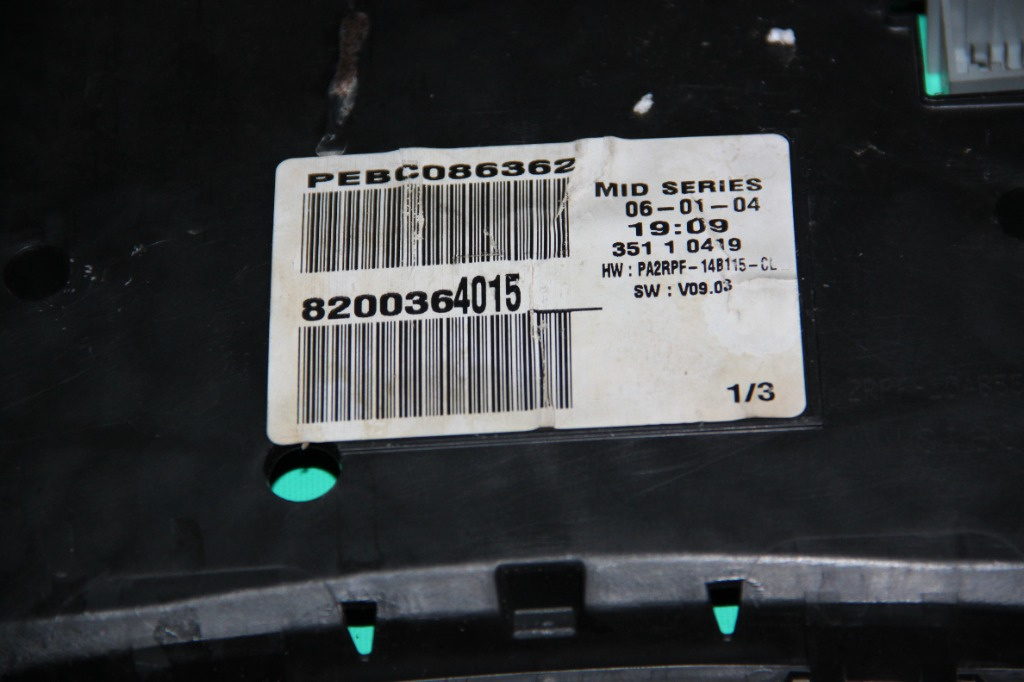 PEBC086362
MID SERIES
06-01-04
19:09
351 1 0419
HW : PA2RPF-14B115-CL
SW : V09.03
8200364015
1/3